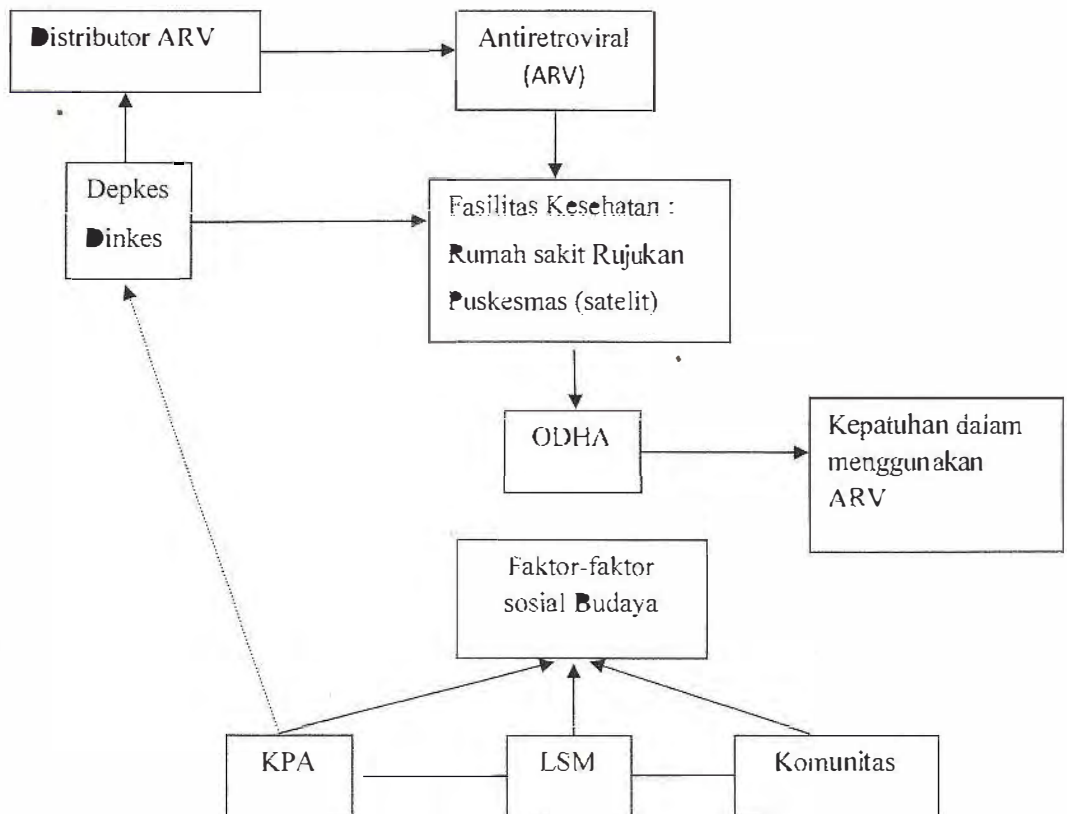 Distributor ARV
Antiretroviral
(ARV)
Depkes
Dinkes
Fasilitas Kesehatan :
Rumah sakit Rujukan
Puskesmas (satelit)
ODHA
Kepatuhan dalam
menggunakan
ARV
Faktor-faktor
sosial Budaya
KPA
LSM
Komunitas